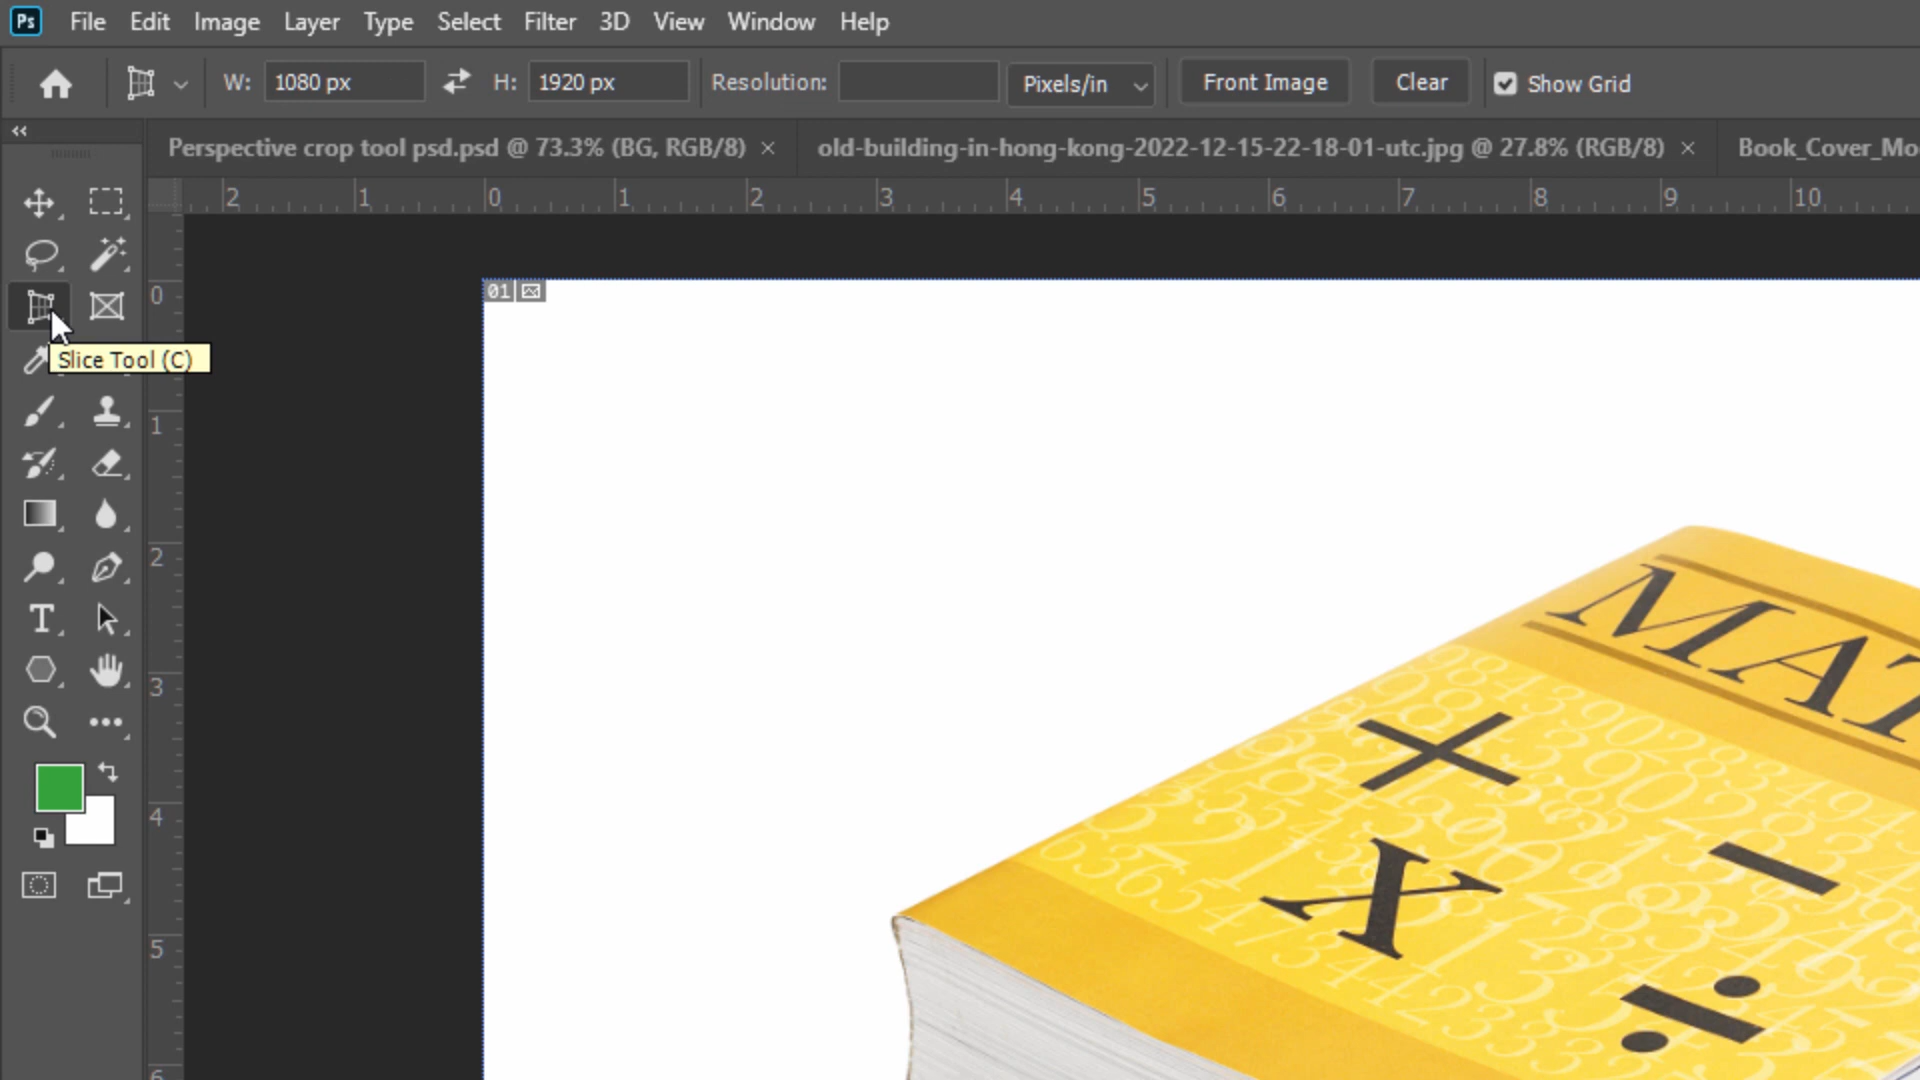 Ps File Edit Image Layer Type Select Filter 3D View Window Help
W: 1080 px H: 1920 px Resolution: Pixels/in Front Image Clear Show Grid
Perspective crop tool psd.psd @ 73.3% (BG, RGB/8) × old-building-in-hong-kong-2022-12-15-22-18-01-utc.jpg @ 27.8% (RGB/8) × Book_Cover_Mo
2 1 0 1 2 3 4 5 6 7 8 9 10
0
01
Slice Tool (C)
1
2
3
4
5
6
MAT
+
X
−
÷